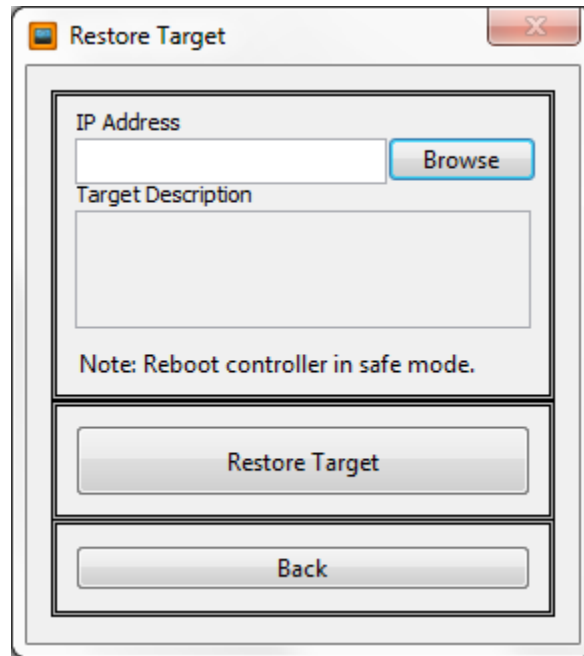 Restore Target
IP Address
Browse
Target Description
Note: Reboot controller in safe mode.
Restore Target
Back